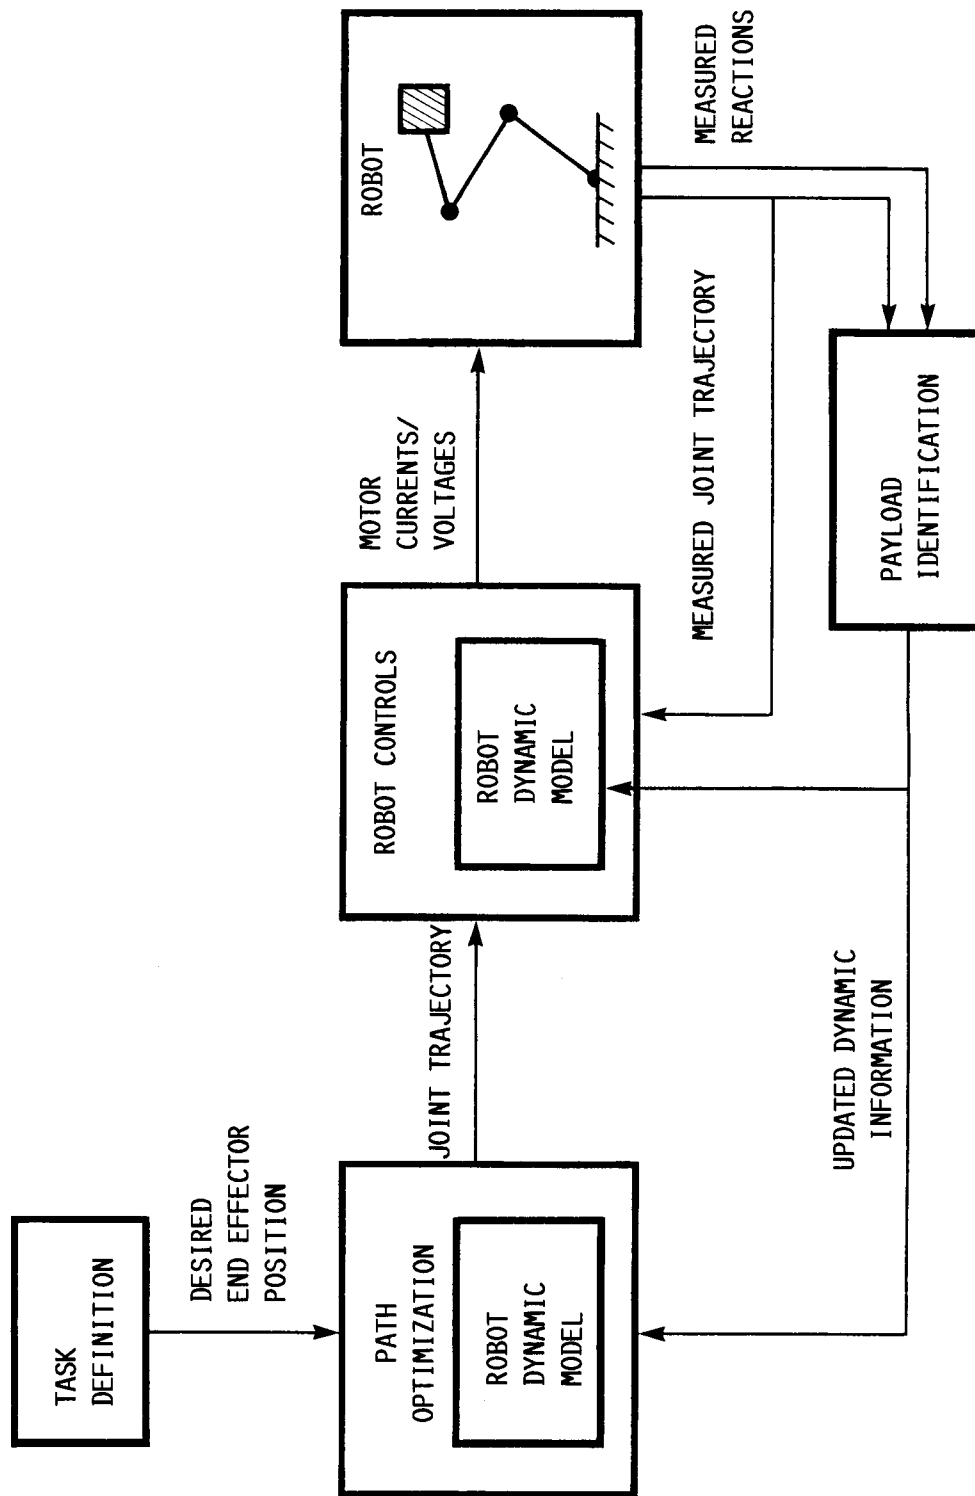 TASK
DEFINITION
DESIRED
END EFFECTOR
POSITION
PATH
OPTIMIZATION
ROBOT
DYNAMIC
MODEL
JOINT TRAJECTORY
ROBOT CONTROLS
ROBOT
DYNAMIC
MODEL
MOTOR
CURRENTS/
VOLTAGES
ROBOT
MEASURED
REACTIONS
MEASURED JOINT TRAJECTORY
PAYLOAD
IDENTIFICATION
UPDATED DYNAMIC
INFORMATION